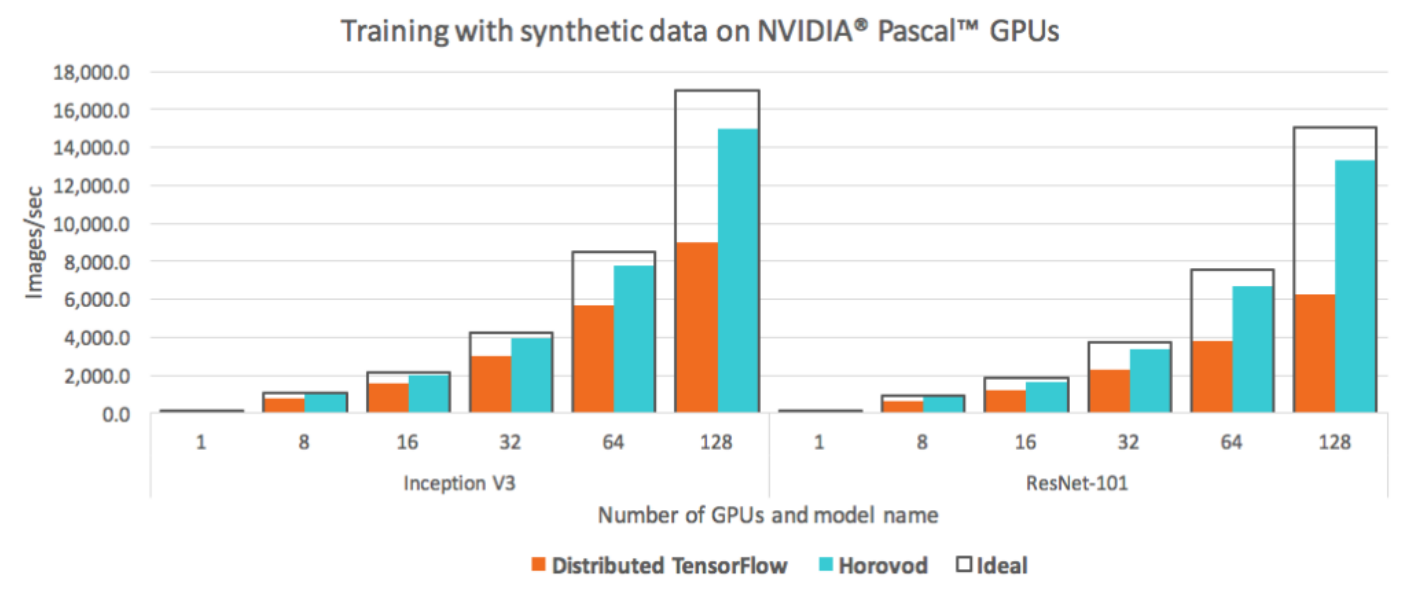 Training with synthetic data on NVIDIA® Pascal™ GPUs
18,000.0
16,000.0
14,000.0
12,000.0
10,000.0
8,000.0
6,000.0
4,000.0
2,000.0
0.0
Images/sec
1 8 16 32 64 128 1 8 16 32 64 128
Inception V3 ResNet-101
Number of GPUs and model name
Distributed TensorFlow Horovod Ideal